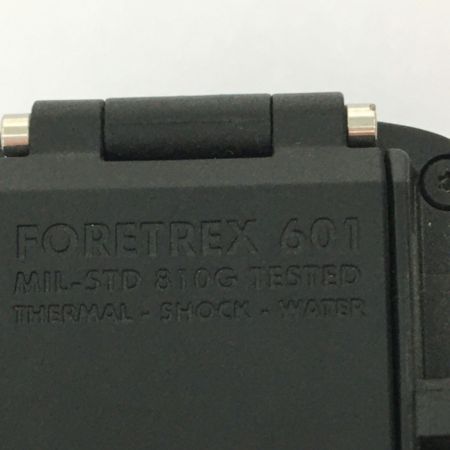 FORETREX 601
MIL-STD 810G TESTED
THERMAL - SHOCK - WATER